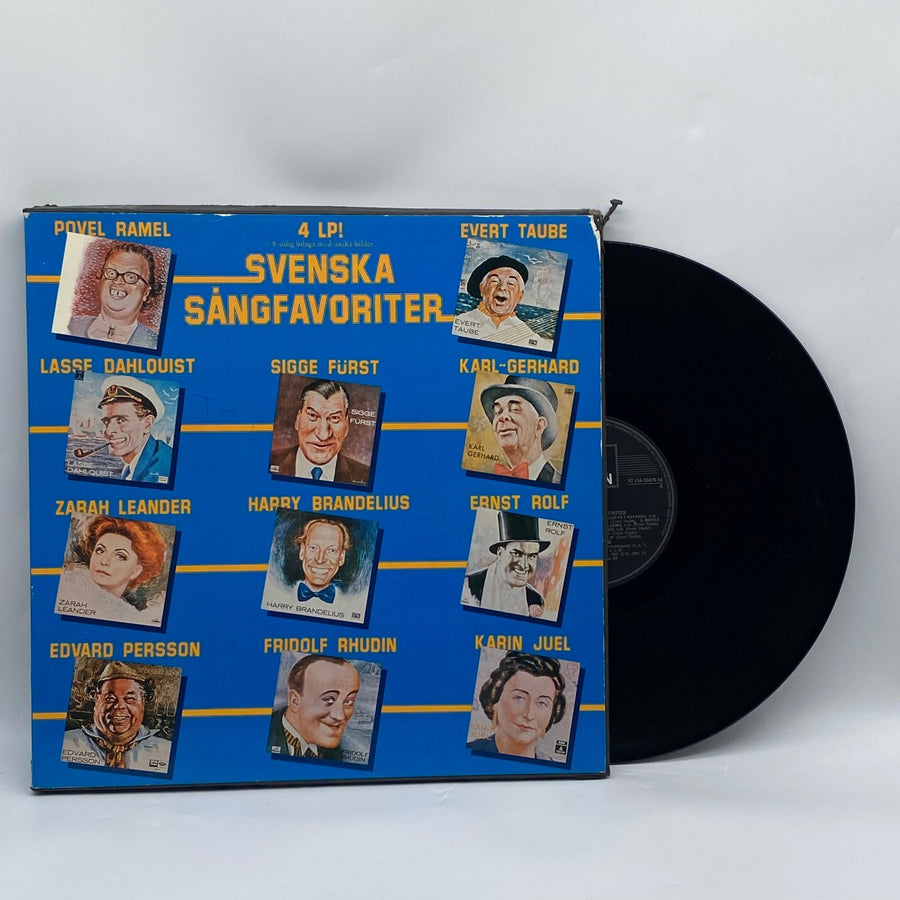 POVEL RAMEL
4 LP!
EVERT TAUBE
+ 8-sidig bilaga med unika bilder
SVENSKA
SÅNGFAVORITER
EVERT
TAUBE
LASSE DAHLQUIST
SIGGE FÜRST
KARL-GERHARD
LASSE
DAHLQUIST
SIGGE
FÜRST
KARL
GERHARD
ZARAH LEANDER
HARRY BRANDELIUS
ERNST ROLF
ZARAH
LEANDER
HARRY BRANDELIUS
ERNST
ROLF
EDVARD PERSSON
FRIDOLF RHUDIN
KARIN JUEL
EDVARD
PERSSON
FRIDOLF
RHUDIN
N
A